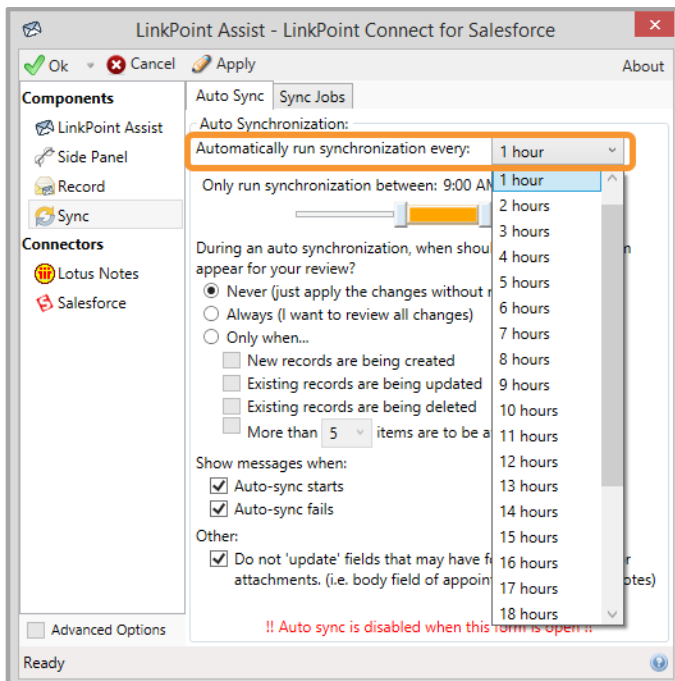 LinkPoint Assist - LinkPoint Connect for Salesforce
Ok Cancel Apply About
Components
LinkPoint Assist
Side Panel
Record
Sync
Connectors
Lotus Notes
Salesforce
Advanced Options
Auto Sync Sync Jobs
Auto Synchronization:
Automatically run synchronization every: 1 hour
Only run synchronization between: 9:00 AM
During an auto synchronization, when
appear for your review?
Never (just apply the changes without
Always (I want to review all changes)
Only when...
New records are being created
Existing records are being updated
Existing records are being deleted
More than 5 items are to be
Show messages when:
Auto-sync starts
Auto-sync fails
Other:
Do not 'update' fields that may have
attachments. (i.e. body field of
!! Auto sync is disabled when this form is open !!
1 hour
2 hours
3 hours
4 hours
5 hours
6 hours
7 hours
8 hours
9 hours
10 hours
11 hours
12 hours
13 hours
14 hours
15 hours
16 hours
17 hours
18 hours
Ready